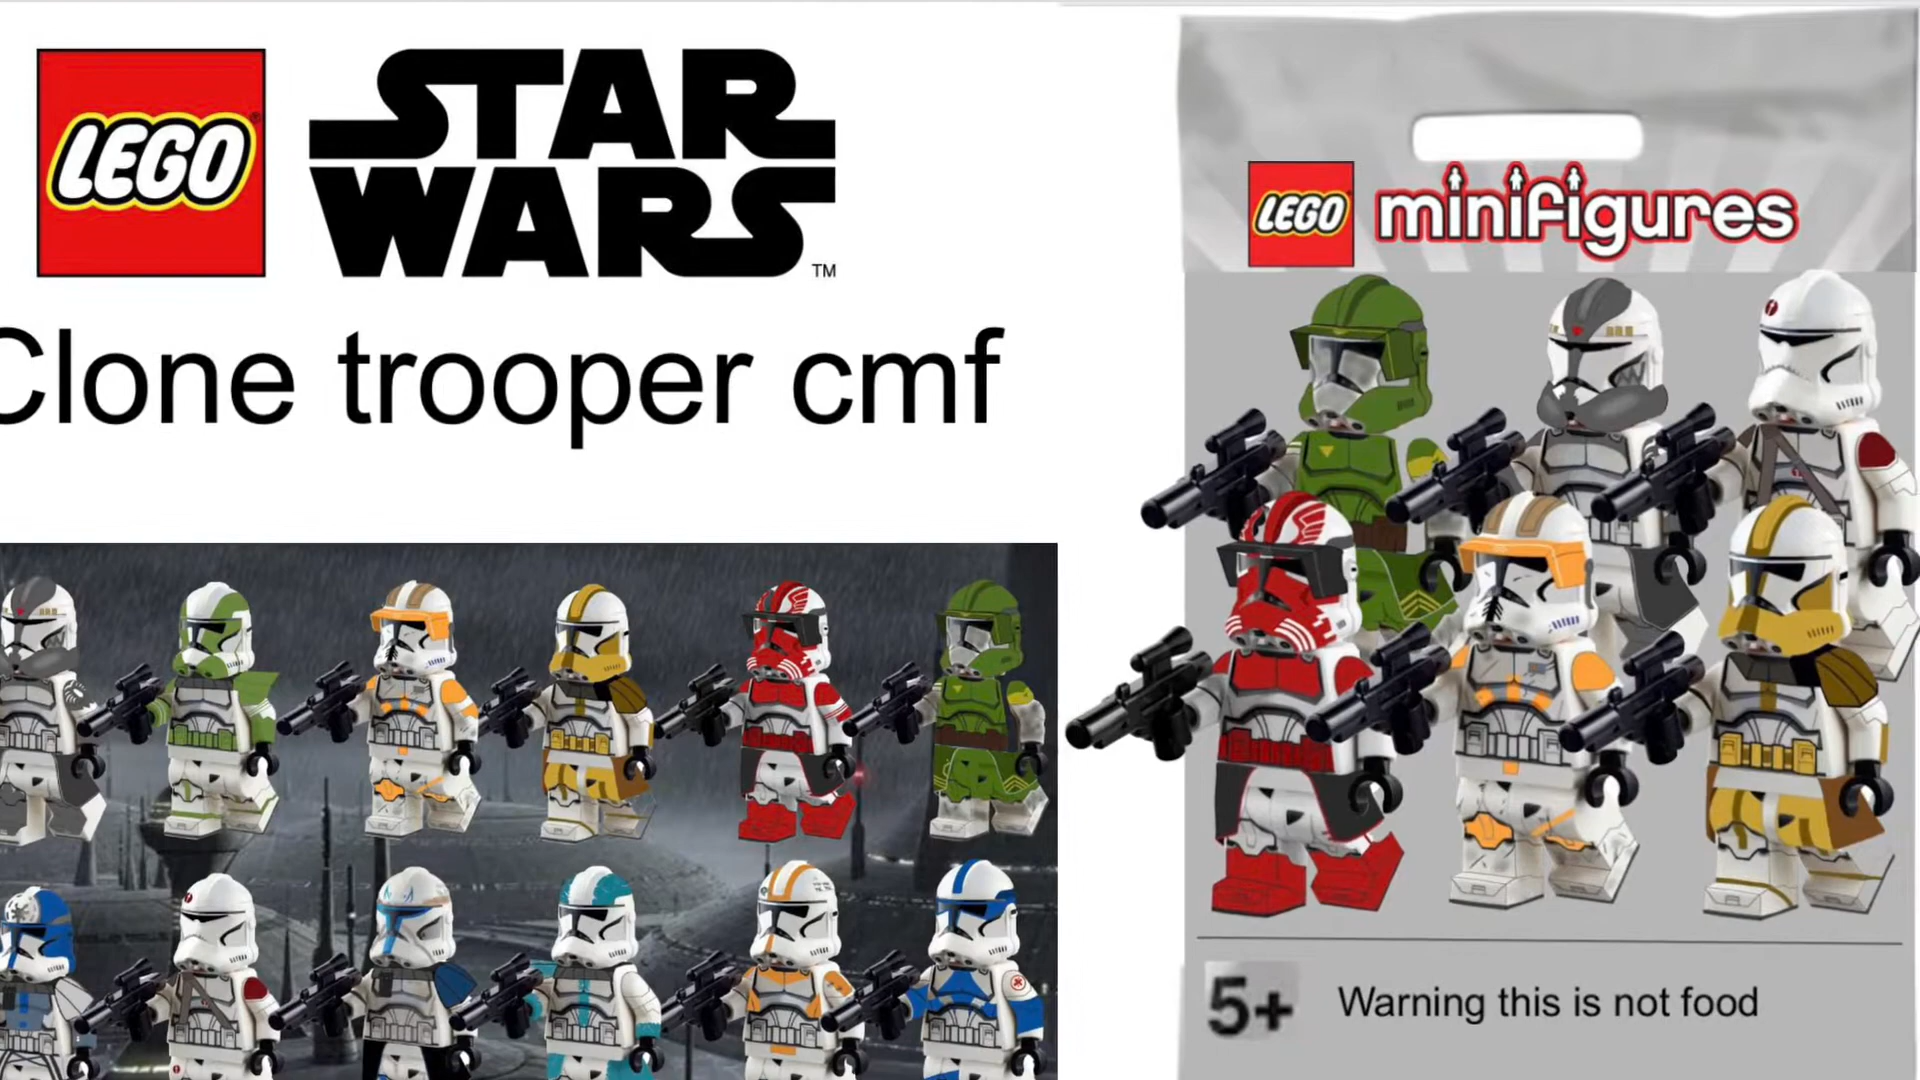 LEGO
STAR
WARS
TM
Clone trooper cmf
LEGO
minifigures
5+
Warning this is not food